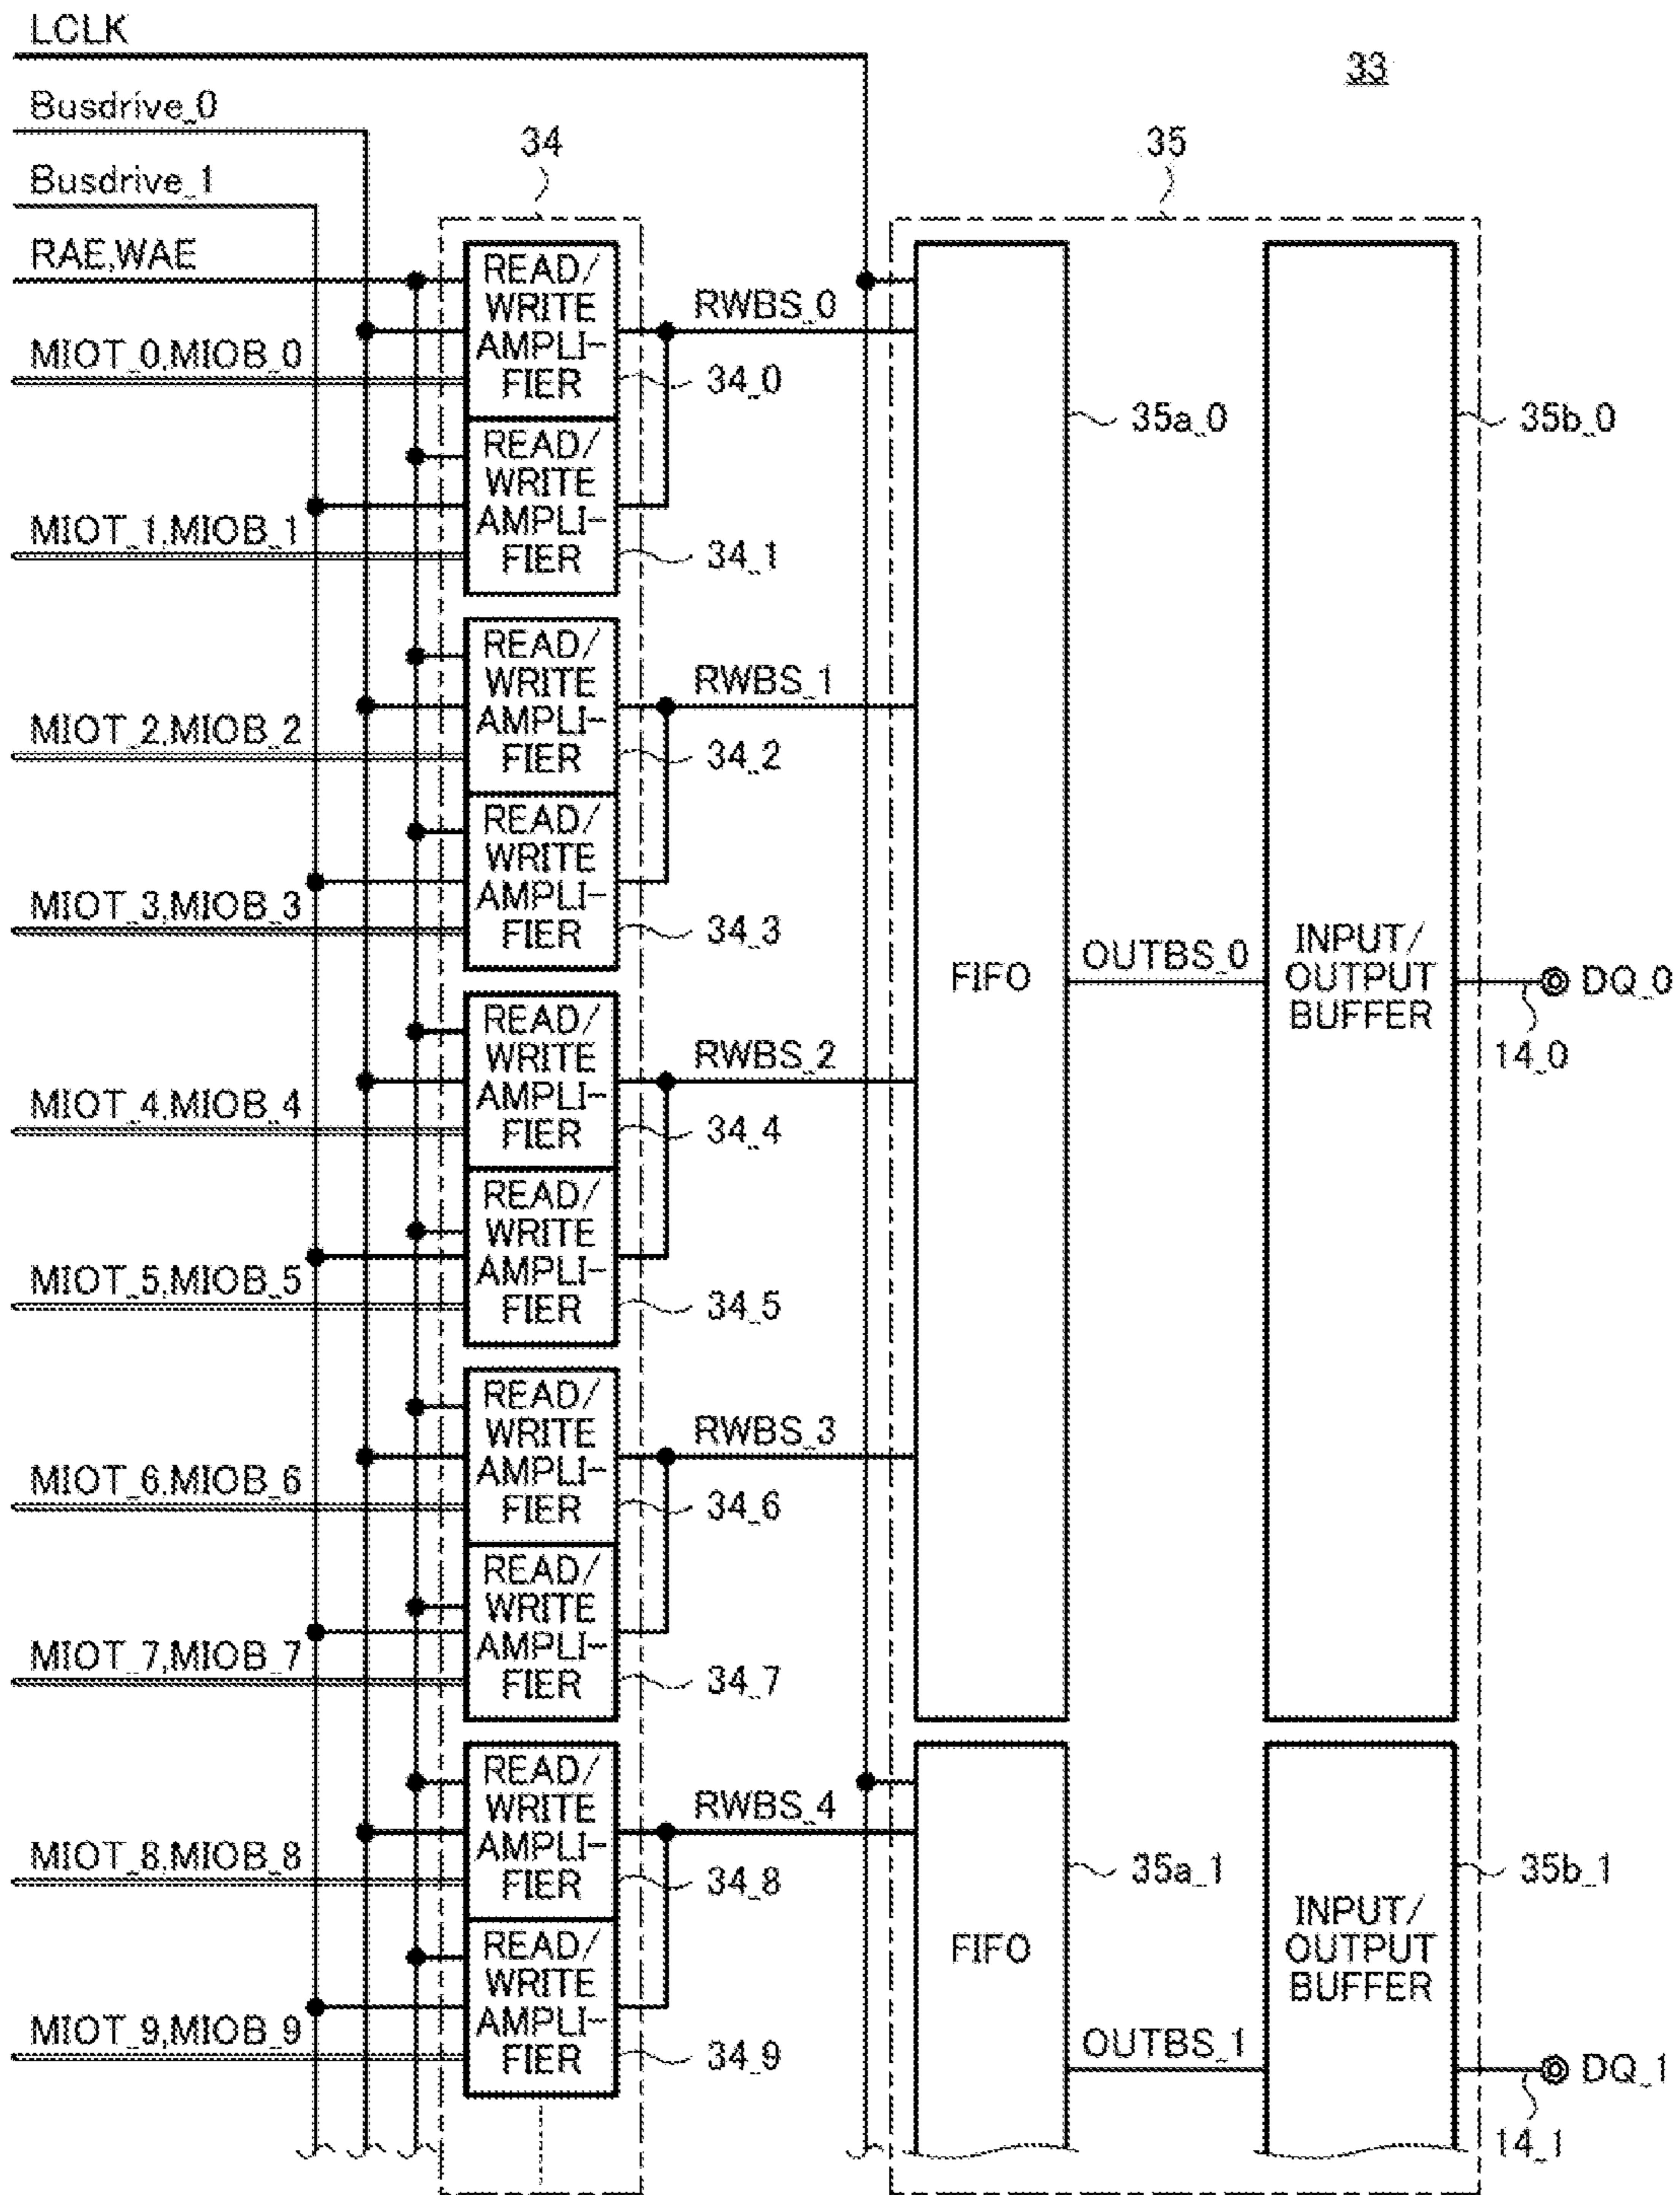 LCLK
33
Busdrive_0
34
35
Busdrive_1
RAE,WAE
READ/
WRITE
AMPLI-
FIER
RWBS_0
MIOT_0,MIOB_0
34_0
35a_0
35b_0
READ/
WRITE
AMPLI-
FIER
MIOT_1,MIOB_1
34_1
READ/
WRITE
AMPLI-
FIER
RWBS_1
MIOT_2,MIOB_2
34_2
READ/
WRITE
AMPLI-
FIER
MIOT_3,MIOB_3
34_3
FIFO
OUTBS_0
INPUT/
OUTPUT
BUFFER
DQ_0
14_0
READ/
WRITE
AMPLI-
FIER
RWBS_2
MIOT_4,MIOB_4
34_4
READ/
WRITE
AMPLI-
FIER
MIOT_5,MIOB_5
34_5
READ/
WRITE
AMPLI-
FIER
RWBS_3
MIOT_6,MIOB_6
34_6
READ/
WRITE
AMPLI-
FIER
MIOT_7,MIOB_7
34_7
READ/
WRITE
AMPLI-
FIER
RWBS_4
MIOT_8,MIOB_8
34_8
35a_1
35b_1
READ/
WRITE
AMPLI-
FIER
MIOT_9,MIOB_9
34_9
FIFO
OUTBS_1
INPUT/
OUTPUT
BUFFER
DQ_1
14_1